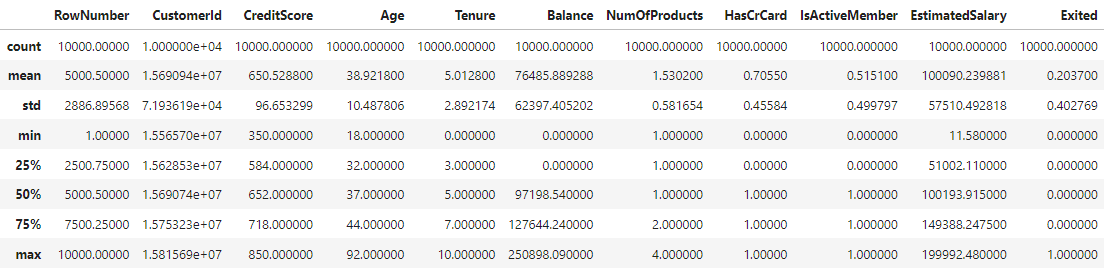 RowNumber CustomerId CreditScore Age Tenure Balance NumOfProducts HasCrCard IsActiveMember EstimatedSalary Exited
count 10000.00000 1.000000e+04 10000.000000 10000.000000 10000.000000 10000.000000 10000.000000 10000.00000 10000.000000 10000.000000 10000.000000
mean 5000.50000 1.569094e+07 650.528800 38.921800 5.012800 76485.889288 1.530200 0.70550 0.515100 100090.239881 0.203700
std 2886.89568 7.193619e+04 96.653299 10.487806 2.892174 62397.405202 0.581654 0.45584 0.499797 57510.492818 0.402769
min 1.00000 1.556570e+07 350.000000 18.000000 0.000000 0.000000 1.000000 0.00000 0.000000 11.580000 0.000000
25% 2500.75000 1.562853e+07 584.000000 32.000000 3.000000 0.000000 1.000000 0.00000 0.000000 51002.110000 0.000000
50% 5000.50000 1.569074e+07 652.000000 37.000000 5.000000 97198.540000 1.000000 1.00000 1.000000 100193.915000 0.000000
75% 7500.25000 1.575323e+07 718.000000 44.000000 7.000000 127644.240000 2.000000 1.00000 1.000000 149388.247500 0.000000
max 10000.00000 1.581569e+07 850.000000 92.000000 10.000000 250898.090000 4.000000 1.00000 1.000000 199992.480000 1.000000